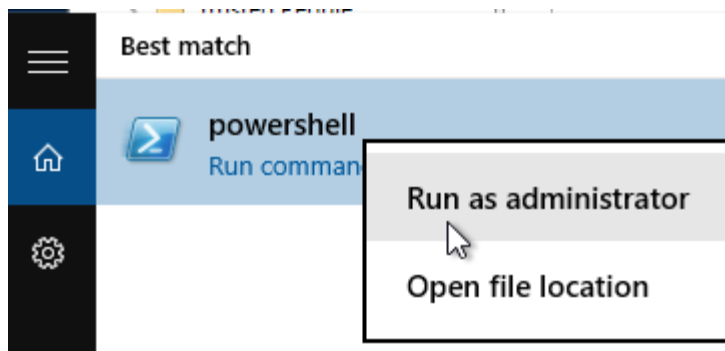 Best match
powershell
Run comman
Run as administrator
Open file location